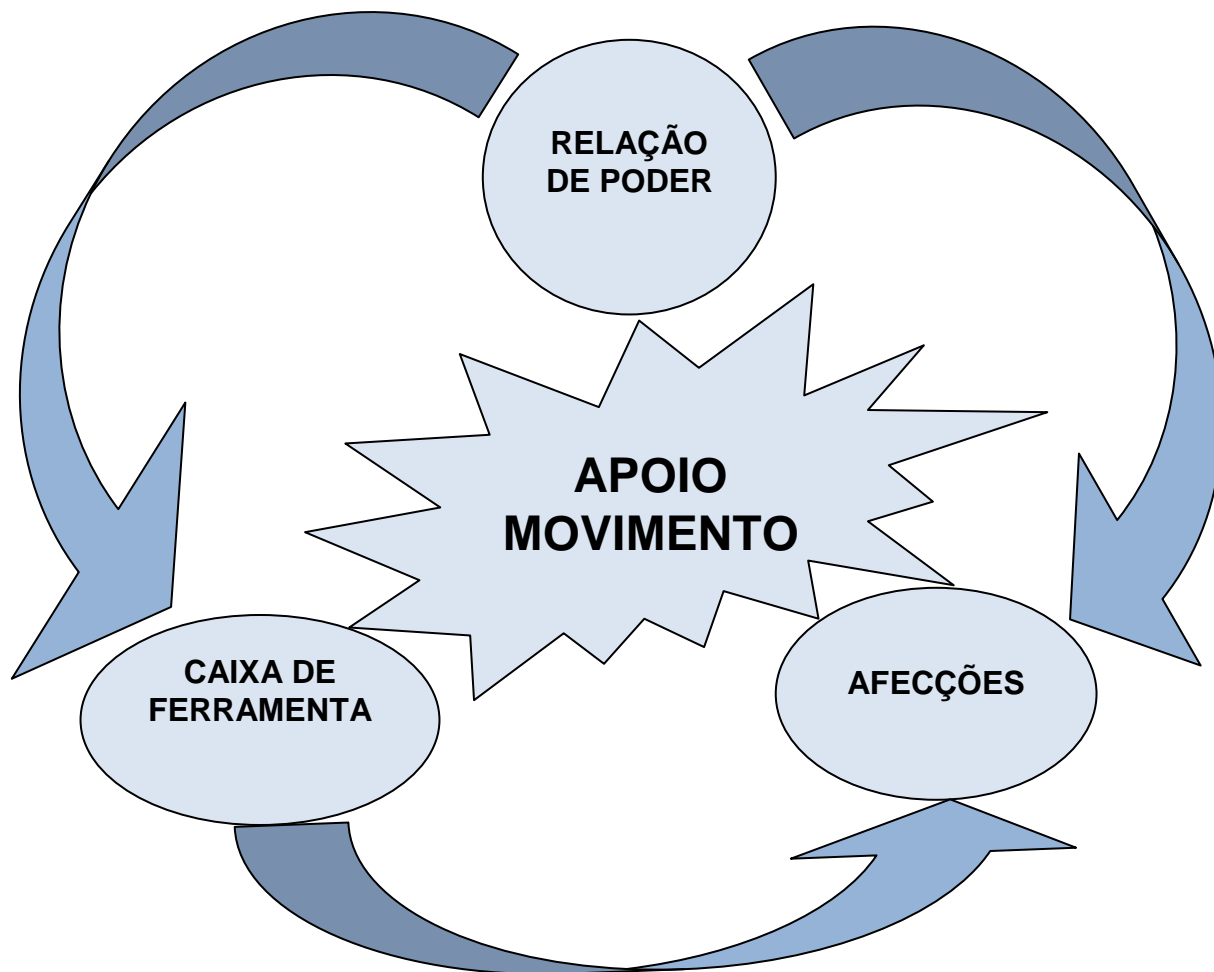 RELAÇÃO
DE PODER
APOIO
MOVIMENTO
CAIXA DE
FERRAMENTA
AFECÇÕES